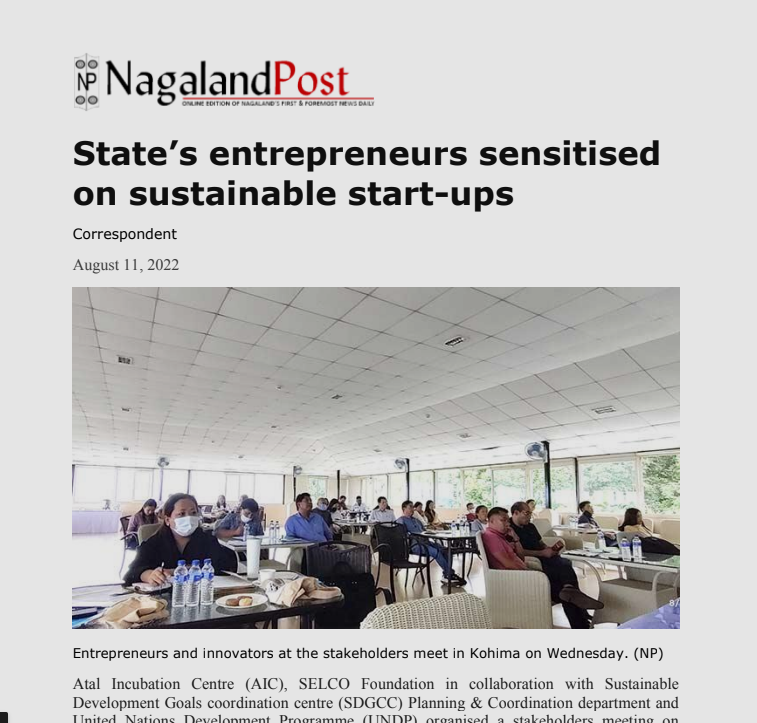 NP NagalandPost
ONLINE EDITION OF NAGALAND'S FIRST & FOREMOST NEWS DAILY
State’s entrepreneurs sensitised
on sustainable start-ups
Correspondent
August 11, 2022
8/
Entrepreneurs and innovators at the stakeholders meet in Kohima on Wednesday. (NP)
Atal Incubation Centre (AIC), SELCO Foundation in collaboration with Sustainable
Development Goals coordination centre (SDGCC) Planning & Coordination department and
United Nations Development Programme (UNDP) organised a stakeholders meeting on